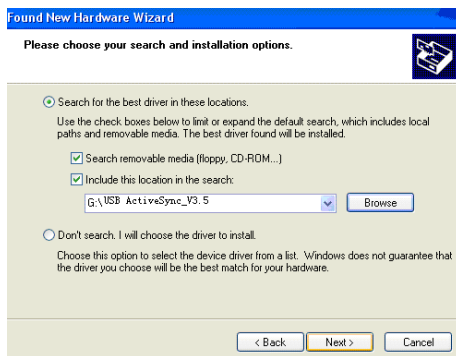 Found New Hardware Wizard
Please choose your search and installation options.
Search for the best driver in these locations.
Use the check boxes below to limit or expand the default search, which includes local
paths and removable media. The best driver found will be installed.
Search removable media (floppy, CD-ROM...)
Include this location in the search:
G:\USB ActiveSync_V3.5
Browse
Don't search. I will choose the driver to install.
Choose this option to select the device driver from a list. Windows does not guarantee that
the driver you choose will be the best match for your hardware.
< Back Next > Cancel